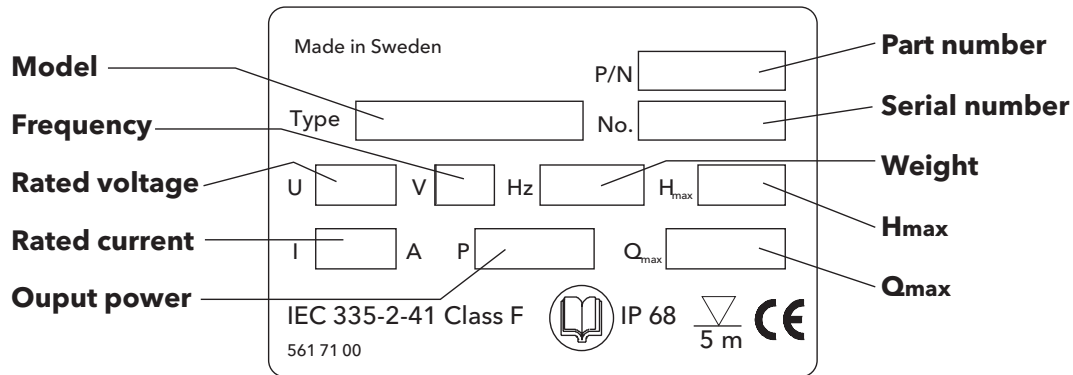 Made in Sweden
Part number
Model
P/N
Serial number
Frequency
Type
No.
Weight
Rated voltage
U V Hz Hmax
Hmax
Rated current
I A P Qmax
Qmax
Ouput power
IEC 335-2-41 Class F IP 68 5 m CE
561 71 00